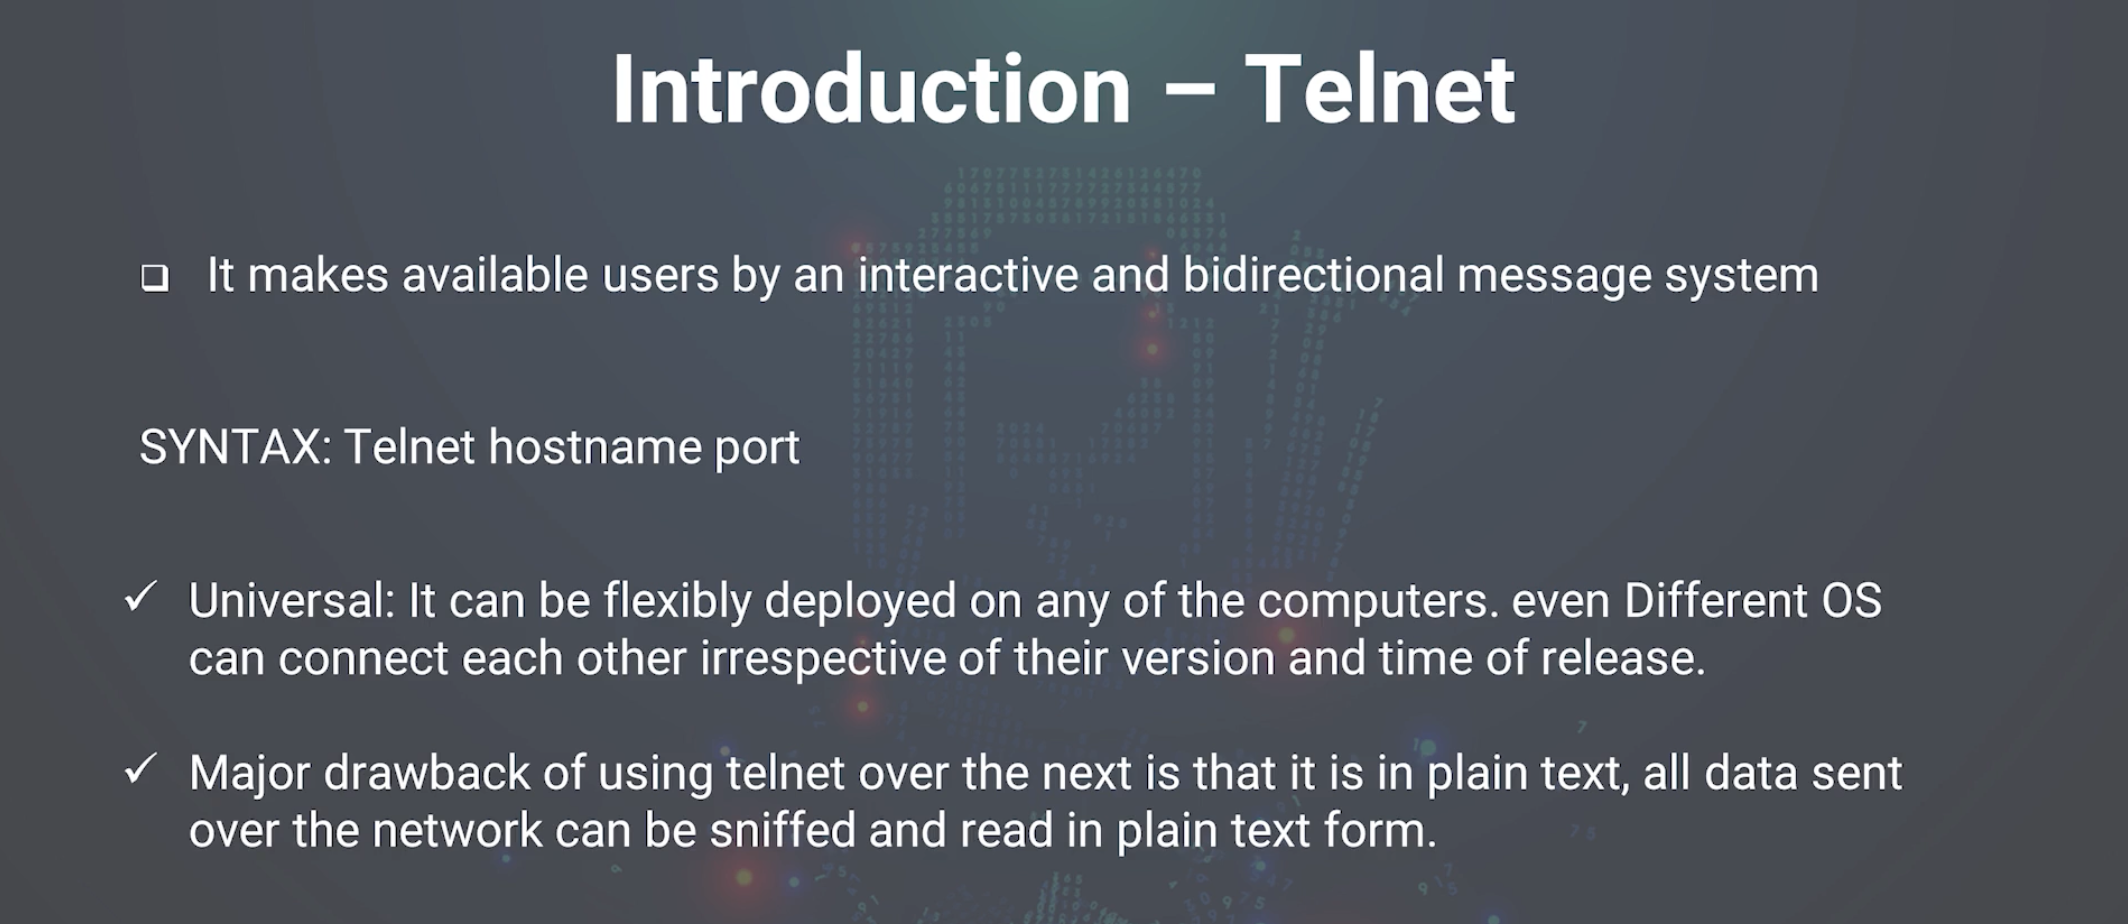 Introduction – Telnet
❏ It makes available users by an interactive and bidirectional message system
SYNTAX: Telnet hostname port
✓ Universal: It can be flexibly deployed on any of the computers. even Different OS
can connect each other irrespective of their version and time of release.
✓ Major drawback of using telnet over the next is that it is in plain text, all data sent
over the network can be sniffed and read in plain text form.